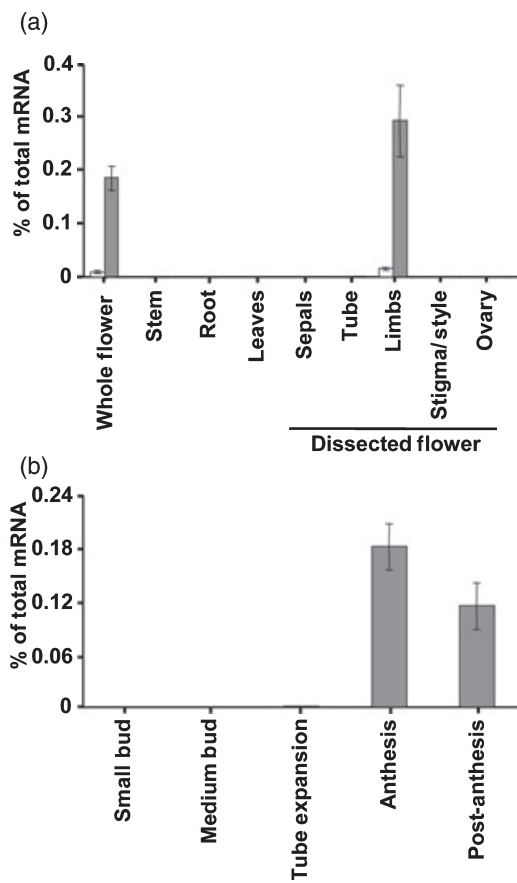 (a)
% of total mRNA
0.4
0.3
0.2
0.1
0
Whole flower
Stem
Root
Leaves
Sepals
Tube
Limbs
Stigma/ style
Ovary
Dissected flower
(b)
% of total mRNA
0.24
0.18
0.12
0.06
0
Small bud
Medium bud
Tube expansion
Anthesis
Post-anthesis